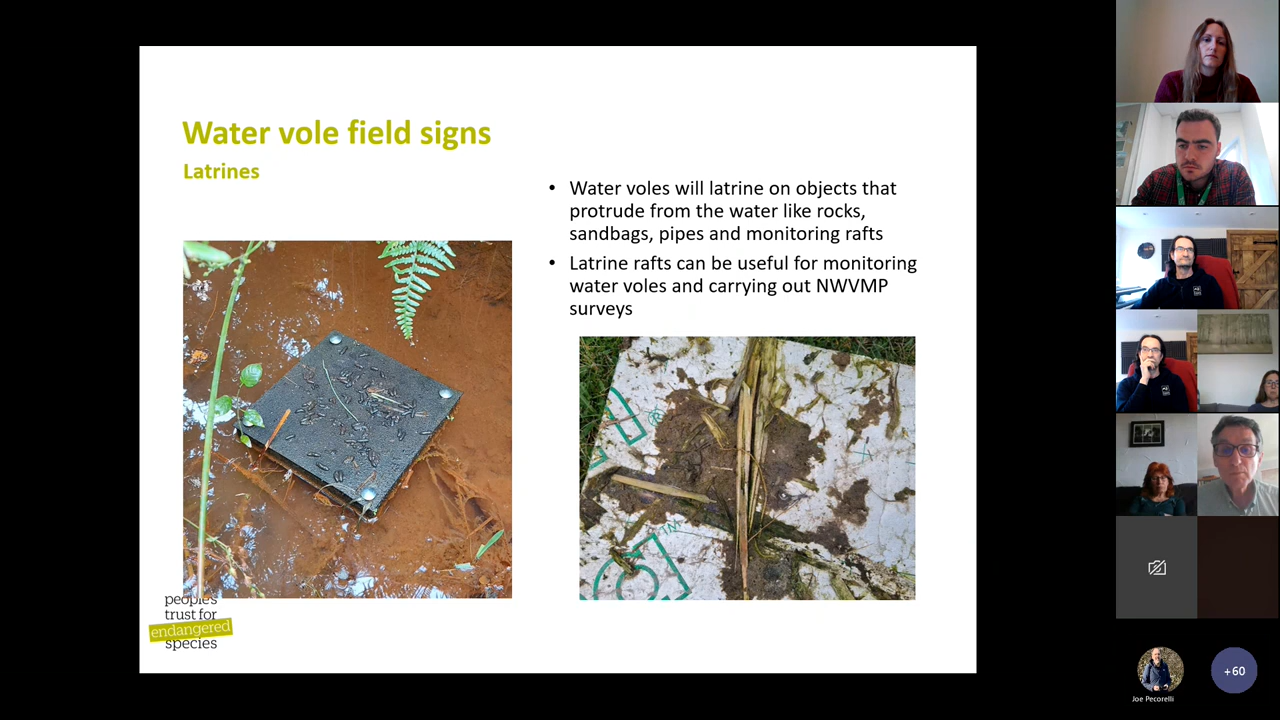 Water vole field signs
Latrines
• Water voles will latrine on objects that
protrude from the water like rocks,
sandbags, pipes and monitoring rafts
• Latrine rafts can be useful for monitoring
water voles and carrying out NWVMP
surveys
people's
trust for
endangered
species
Joe Pecorelli
+60